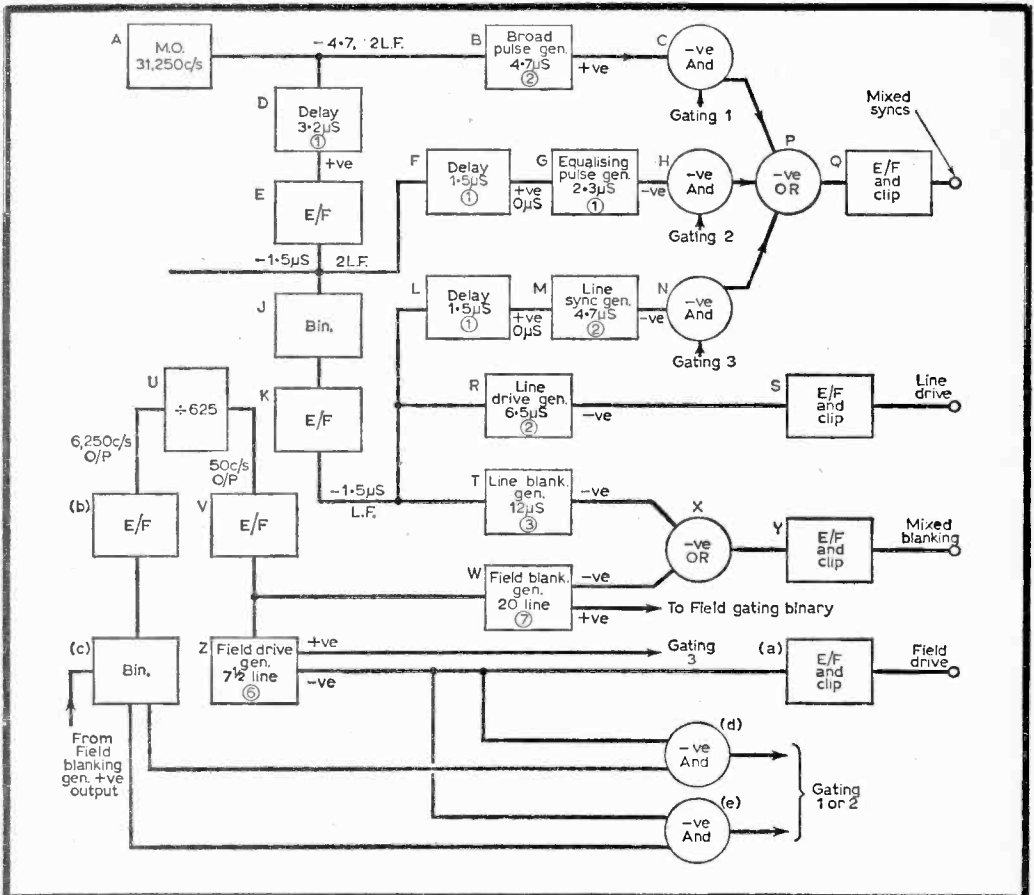 A
M.O.
31,250c/s
−4·7, 2L.F.
B
Broad
pulse gen.
4·7μS
②
+ve
C
−ve
And
Gating 1
D
Delay
3·2μS
①
+ve
E
E/F
−1·5μS
2L.F.
F
Delay
1·5μS
①
+ve
0μS
G
Equalising
pulse gen.
2·3μS
①
−ve
H
−ve
And
Gating 2
P
−ve
OR
Q
E/F
and
clip
Mixed
syncs
J
Bin.
L
Delay
1·5μS
①
+ve
0μS
M
Line
sync gen.
4·7μS
②
−ve
N
−ve
And
Gating 3
K
E/F
−1·5μS
L.F.
R
Line
drive gen.
6·5μS
②
−ve
S
E/F
and
clip
Line
drive
U
÷625
6,250c/s
O/P
50c/s
O/P
(b)
E/F
V
E/F
T
Line blank.
gen.
12μS
③
−ve
X
−ve
OR
Y
E/F
and
clip
Mixed
blanking
W
Field blank.
gen.
20 line
⑦
−ve
+ve
To Field gating binary
(c)
Bin.
Z
Field drive
gen.
7½ line
⑥
+ve
−ve
Gating
3
(a)
E/F
and
clip
Field
drive
From
Field
blanking
gen. +ve
output
(d)
−ve
And
(e)
−ve
And
Gating
1 or 2